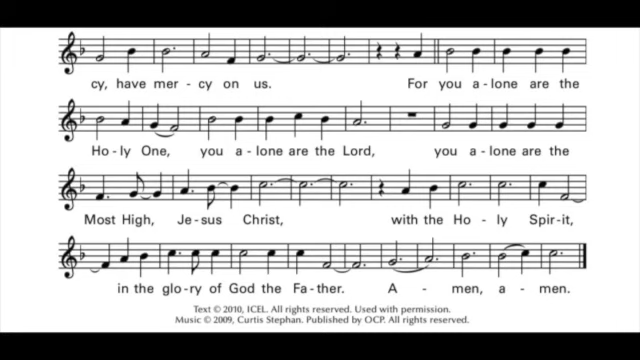 cy, have mer - cy on us. For you a - lone are the
Ho - ly One, you a - lone are the Lord, you a - lone are the
Most High, Je - sus Christ, with the Ho - ly Spir - it,
in the glo - ry of God the Fa - ther. A - men, a - men.
Text © 2010, ICEL. All rights reserved. Used with permission.
Music © 2009, Curtis Stephan. Published by OCP. All rights reserved.